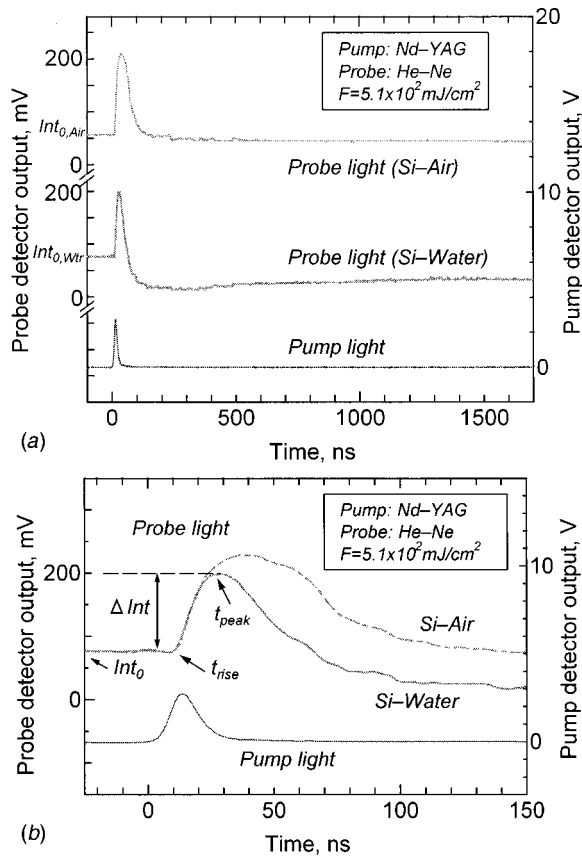 Probe detector output, mV
200
Int0,Air
0
200
Int0,Wtr
0
Pump: Nd–YAG
Probe: He–Ne
F=5.1x10² mJ/cm²
Probe light (Si–Air)
Probe light (Si–Water)
Pump light
20
10
0
Pump detector output, V
0
500
1000
1500
Time, ns
(a)
Probe detector output, mV
200
0
Probe light
Pump: Nd–YAG
Probe: He–Ne
F=5.1x10² mJ/cm²
Δ Int
tpeak
Int0
trise
Si–Air
Si–Water
Pump light
10
0
Pump detector output, V
0
50
100
150
Time, ns
(b)